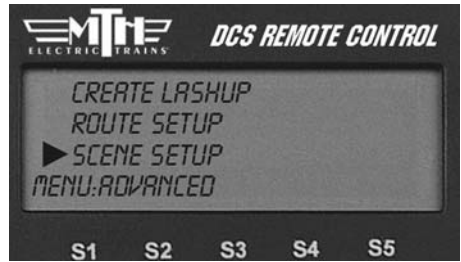 MTH
ELECTRIC TRAINS
DCS REMOTE CONTROL
CREATE LASHUP
ROUTE SETUP
SCENE SETUP
MENU:ADVANCED
S1 S2 S3 S4 S5